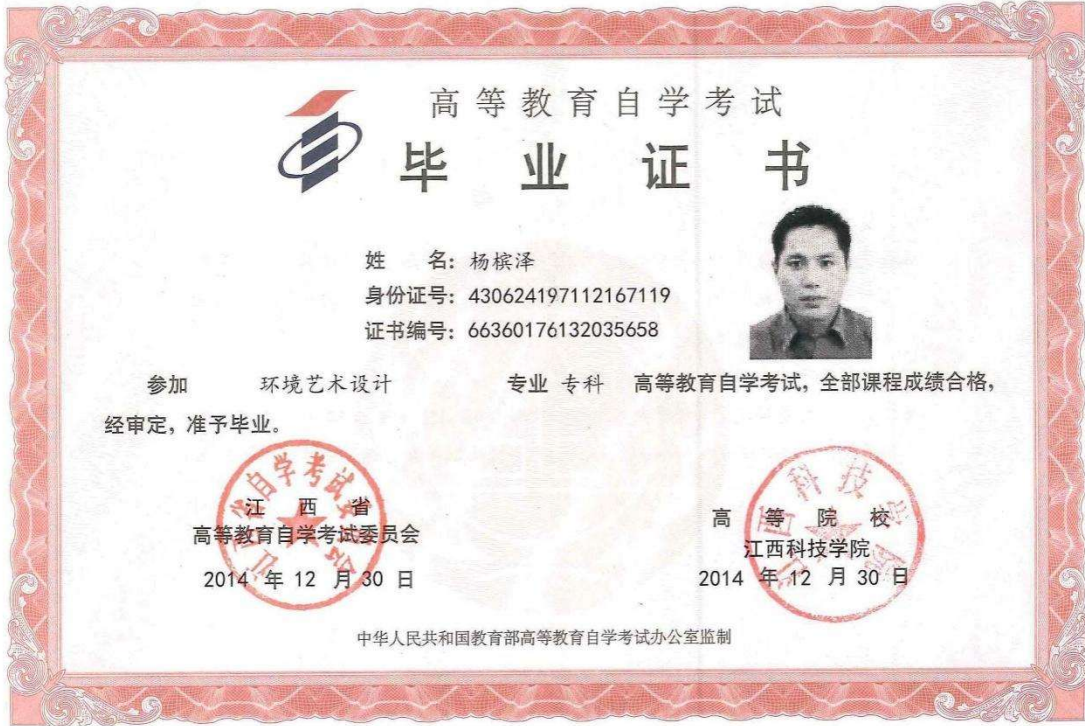 高等教育自学考试
毕业证书
姓 名：杨槟泽
身份证号：430624197112167119
证书编号：66360176132035658
参加 环境艺术设计 专业 专科 高等教育自学考试，全部课程成绩合格，
经审定，准予毕业。
江西省
高等教育自学考试委员会
2014 年 12 月 30 日
高等院校
江西科技学院
2014 年 12 月 30 日
中华人民共和国教育部高等教育自学考试办公室监制